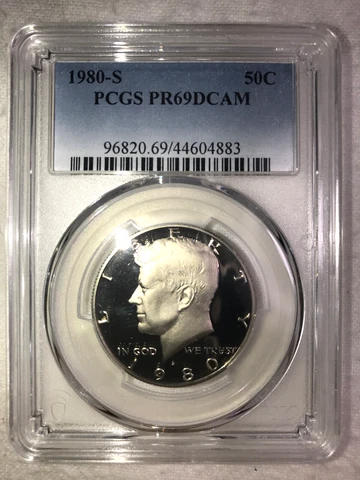 1980-S 50C
PCGS PR69DCAM
96820.69/44604883
LIBERTY
IN GOD WE TRUST
1980